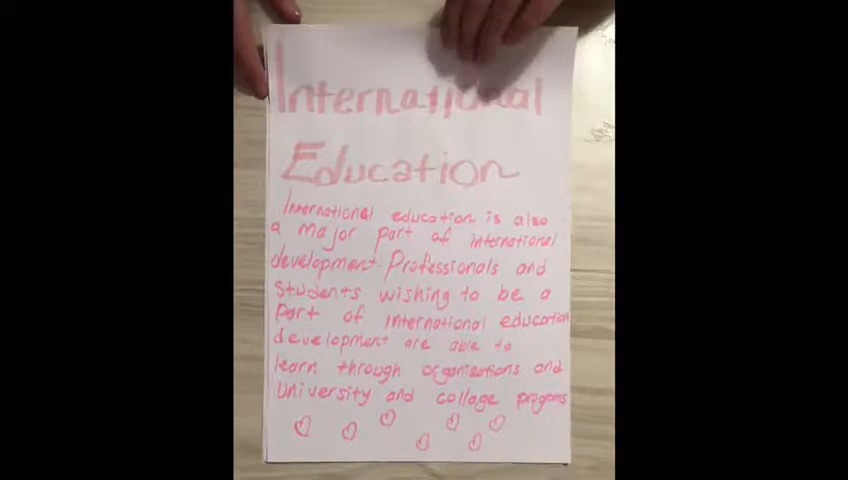 International
Education
International education is also
a major part of international
development. Professionals and
students wishing to be a
part of international education
development are able to
learn through organizations and
University and collage progams